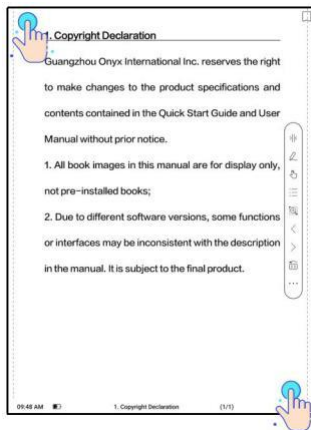 1. Copyright Declaration
Guangzhou Onyx International Inc. reserves the right
to make changes to the product specifications and
contents contained in the Quick Start Guide and User
Manual without prior notice.
1. All book images in this manual are for display only,
not pre-installed books;
2. Due to different software versions, some functions
or interfaces may be inconsistent with the description
in the manual. It is subject to the final product.
09:48 AM 1. Copyright Declaration (1/1)